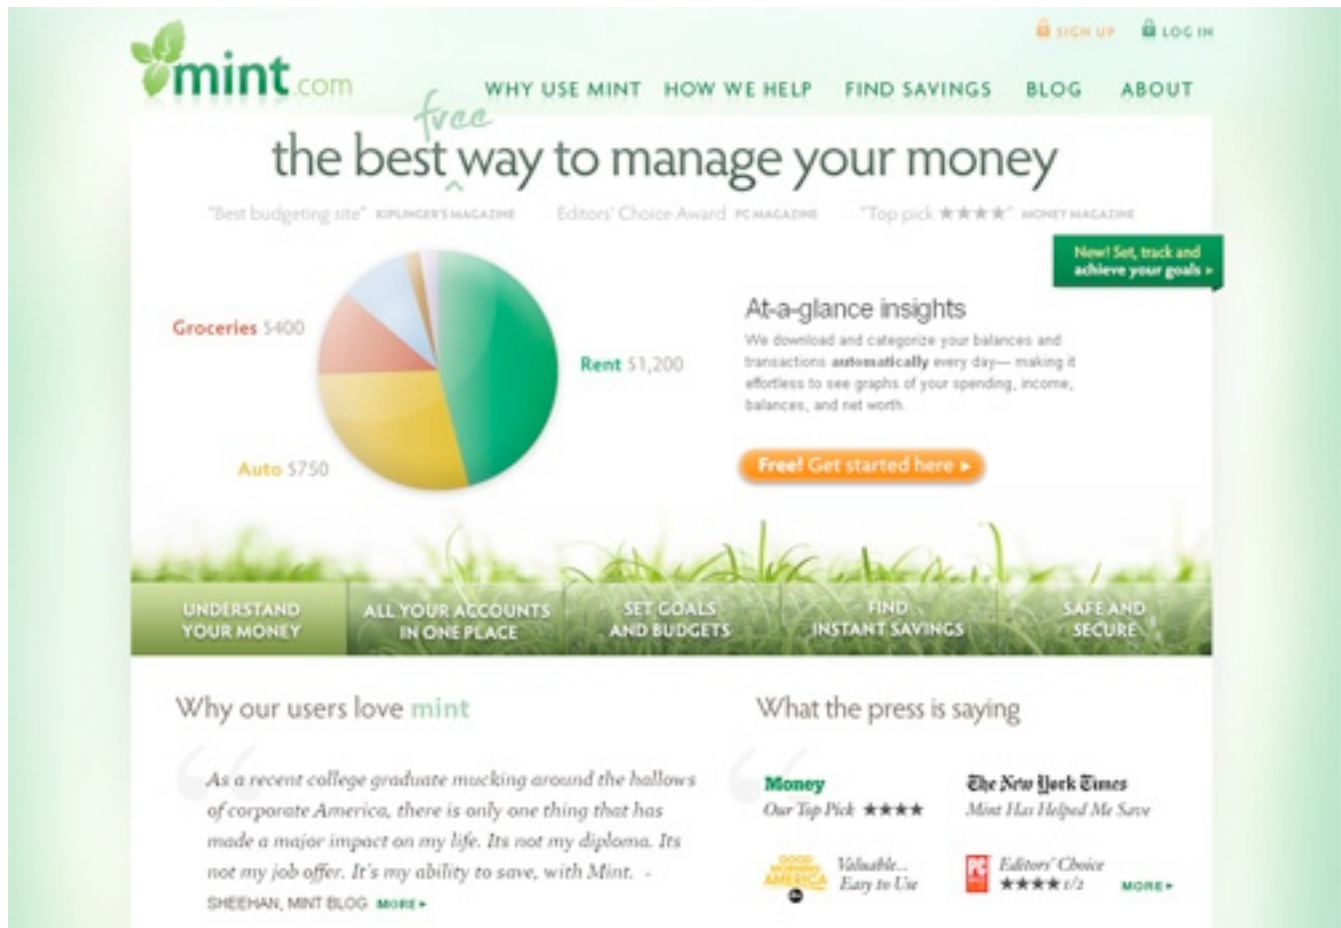 mint.com
SIGN UP LOG IN
WHY USE MINT HOW WE HELP FIND SAVINGS BLOG ABOUT
free
the best way to manage your money
"Best budgeting site" KIPLINGER'S MAGAZINE Editors' Choice Award PC MAGAZINE "Top pick ★★★★" MONEY MAGAZINE
New! Set, track and
achieve your goals
Groceries $400
Rent $1,200
Auto $750
At-a-glance insights
We download and categorize your balances and
transactions automatically every day— making it
effortless to see graphs of your spending, income,
balances, and net worth.
Free! Get started here
UNDERSTAND
YOUR MONEY
ALL YOUR ACCOUNTS
IN ONE PLACE
SET GOALS
AND BUDGETS
FIND
INSTANT SAVINGS
SAFE AND
SECURE
Why our users love mint
As a recent college graduate mucking around the hallows
of corporate America, there is only one thing that has
made a major impact on my life. Its not my diploma. Its
not my job offer. It's my ability to save, with Mint. -
SHEEHAN, MINT BLOG MORE
What the press is saying
Money
Our Top Pick ★★★★
The New York Times
Mint Has Helped Me Save
GOOD
MORNING
AMERICA
abc
Valuable...
Easy to Use
PC
Editors' Choice
★★★★ 1/2
MORE